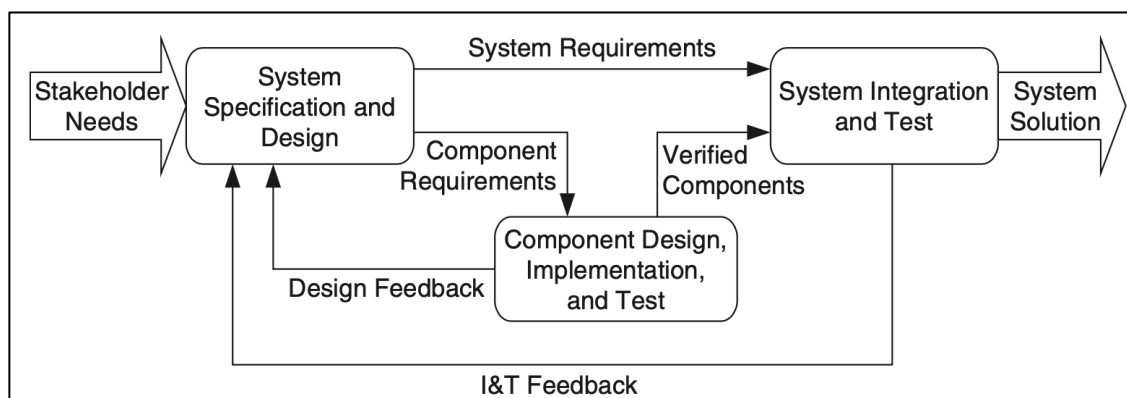 Stakeholder
Needs
System
Specification and
Design
System Requirements
System Integration
and Test
System
Solution
Component
Requirements
Verified
Components
Component Design,
Implementation,
and Test
Design Feedback
I&T Feedback